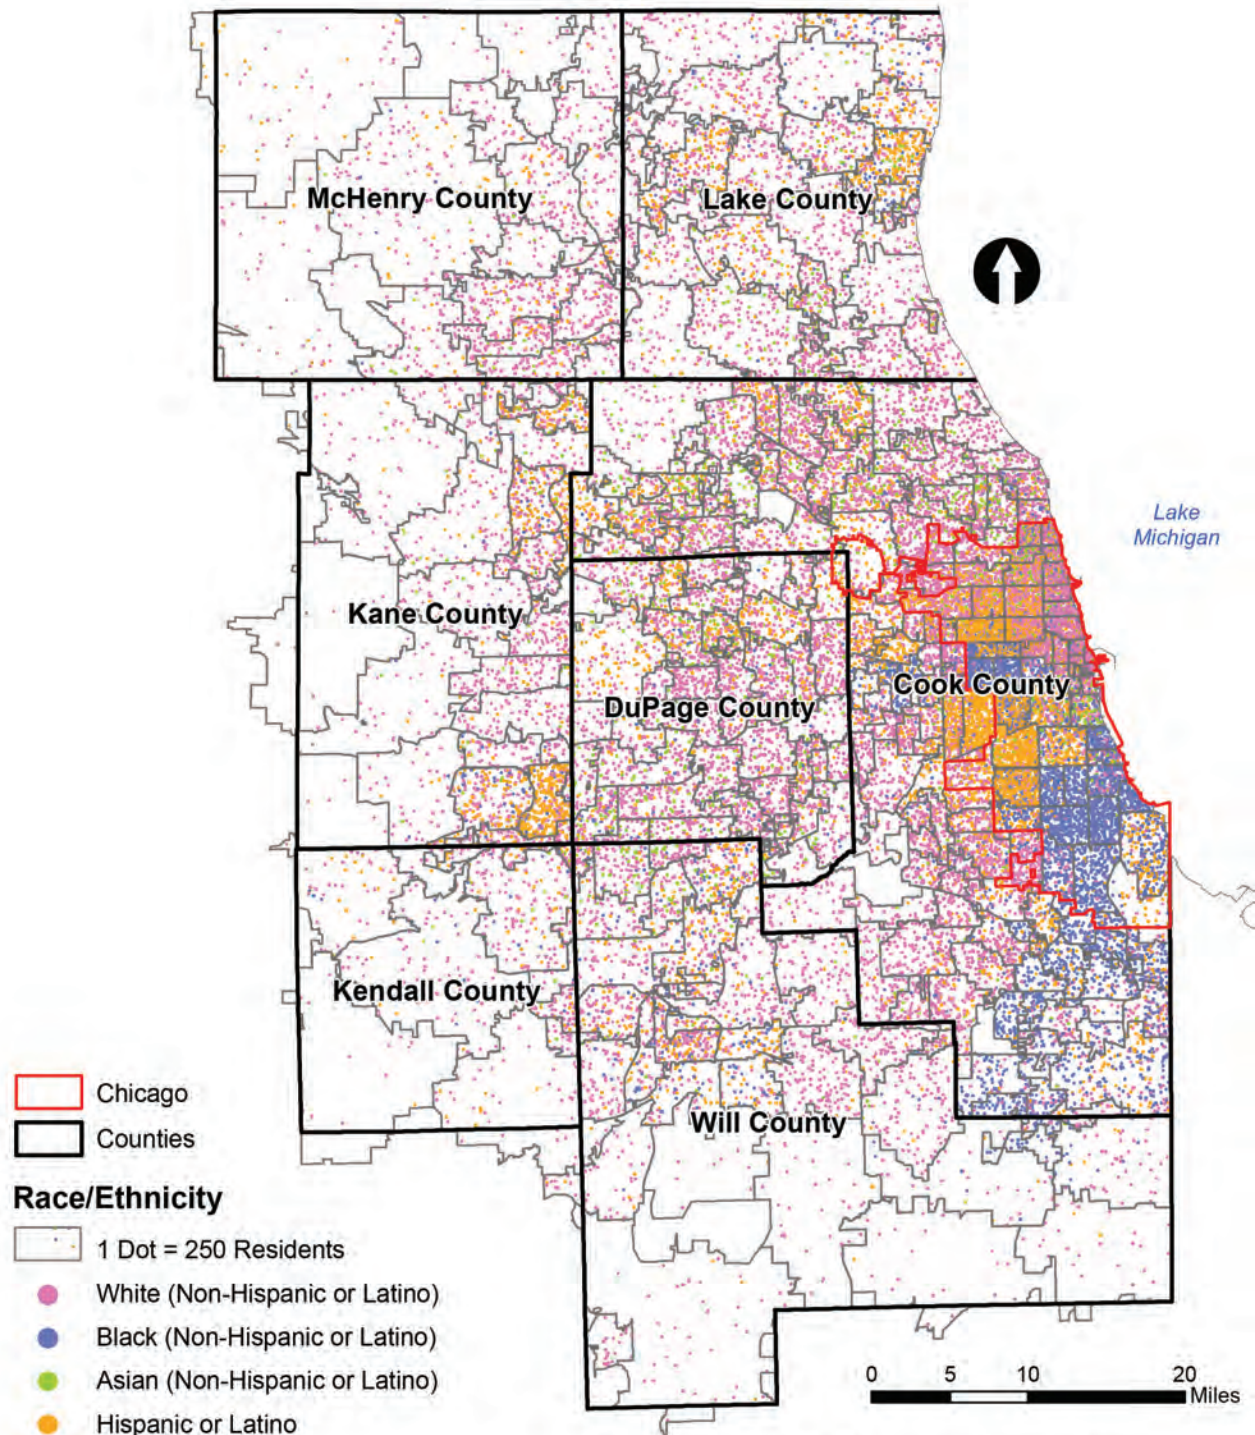 McHenry County
Lake County
Lake
Michigan
Kane County
DuPage County
Cook County
Kendall County
Will County
Chicago
Counties
Race/Ethnicity
1 Dot = 250 Residents
White (Non-Hispanic or Latino)
Black (Non-Hispanic or Latino)
Asian (Non-Hispanic or Latino)
Hispanic or Latino
0 5 10 20
Miles